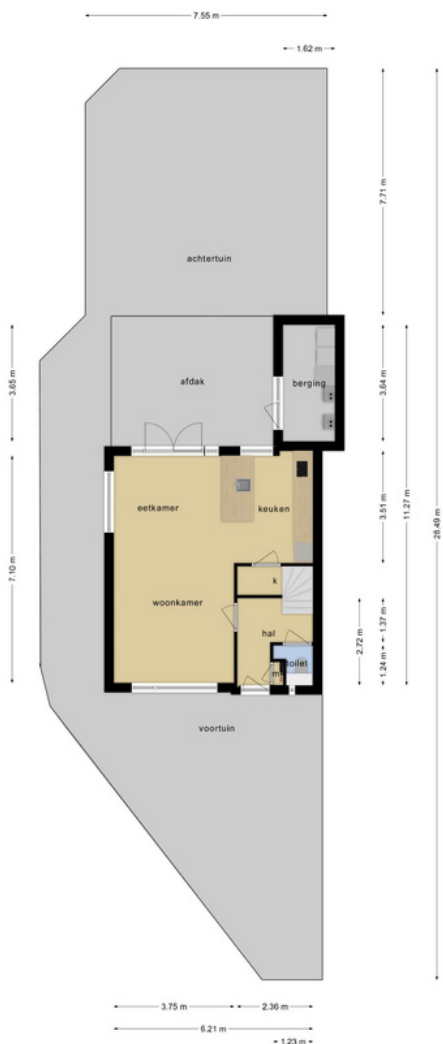 7.55 m
1.62 m
7.71 m
achtertuin
3.65 m
afdak
berging
3.64 m
11.27 m
28.49 m
eetkamer
keuken
3.51 m
7.10 m
k
woonkamer
hal
2.72 m
1.37 m
toilet
1.24 m
voortuin
3.75 m
2.36 m
6.21 m
1.23 m